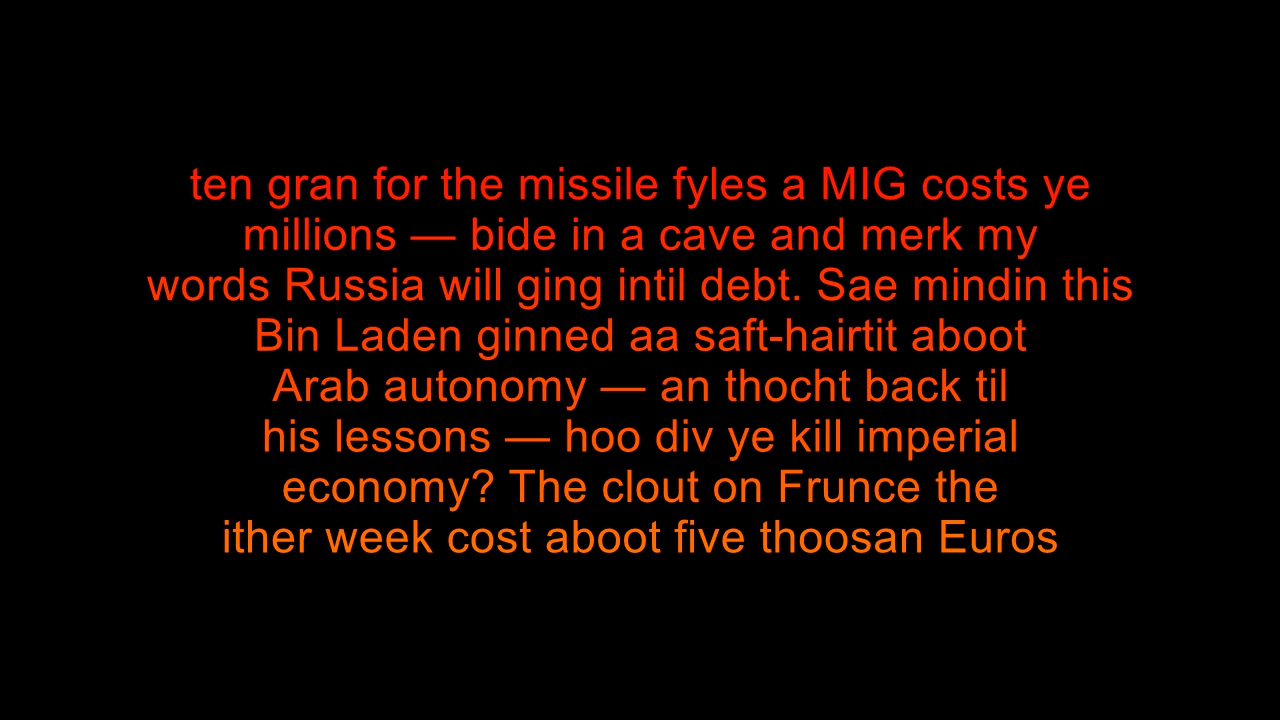 ten gran for the missile fyles a MIG costs ye
millions — bide in a cave and merk my
words Russia will ging intil debt. Sae mindin this
Bin Laden ginned aa saft-hairtit aboot
Arab autonomy — an thocht back til
his lessons — hoo div ye kill imperial
economy? The clout on Frunce the
ither week cost aboot five thoosan Euros